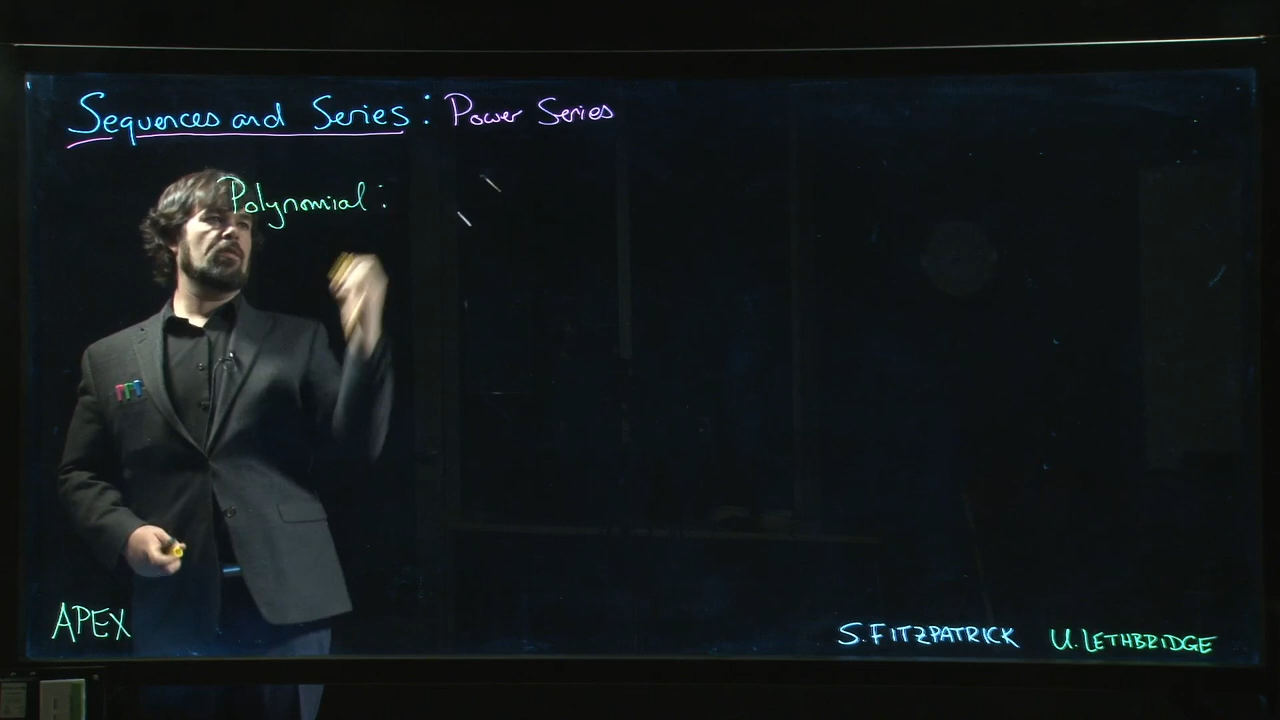 Sequences and Series: Power Series
Polynomial:
APEX
S. FITZPATRICK U. LETHBRIDGE